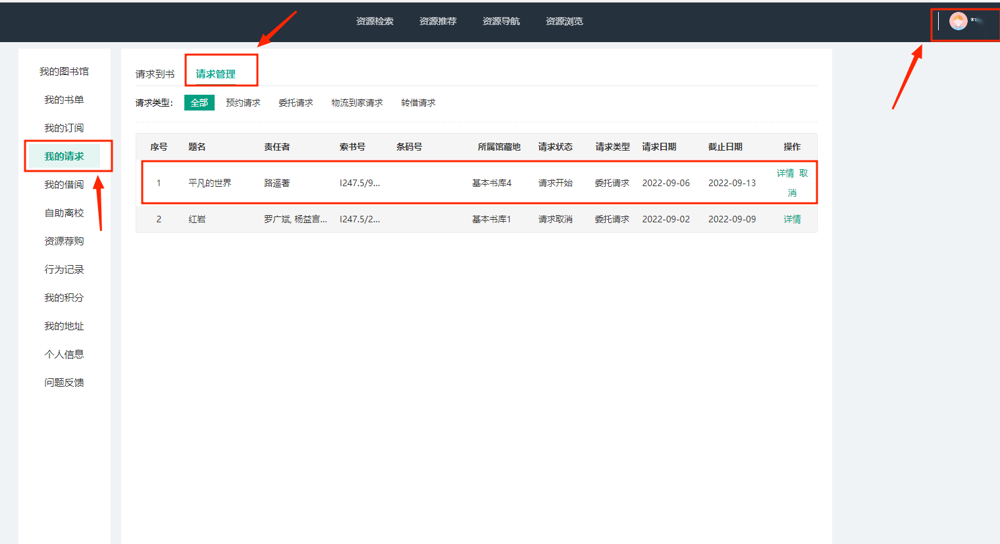 资源检索 资源推荐 资源导航 资源浏览
我的图书馆
我的书单
我的订阅
我的请求
我的借阅
自助离校
资源荐购
行为记录
我的积分
我的地址
个人信息
问题反馈
请求到书 请求管理
请求类型： 全部 预约请求 委托请求 物流到家请求 转借请求
序号 题名 责任者 索书号 条码号 所属馆藏地 请求状态 请求类型 请求日期 截止日期 操作
1 平凡的世界 路遥著 I247.5/9... 基本书库4 请求开始 委托请求 2022-09-06 2022-09-13 详情 取
消
2 红岩 罗广斌, 杨益言... I247.5/2... 基本书库1 请求取消 委托请求 2022-09-02 2022-09-09 详情